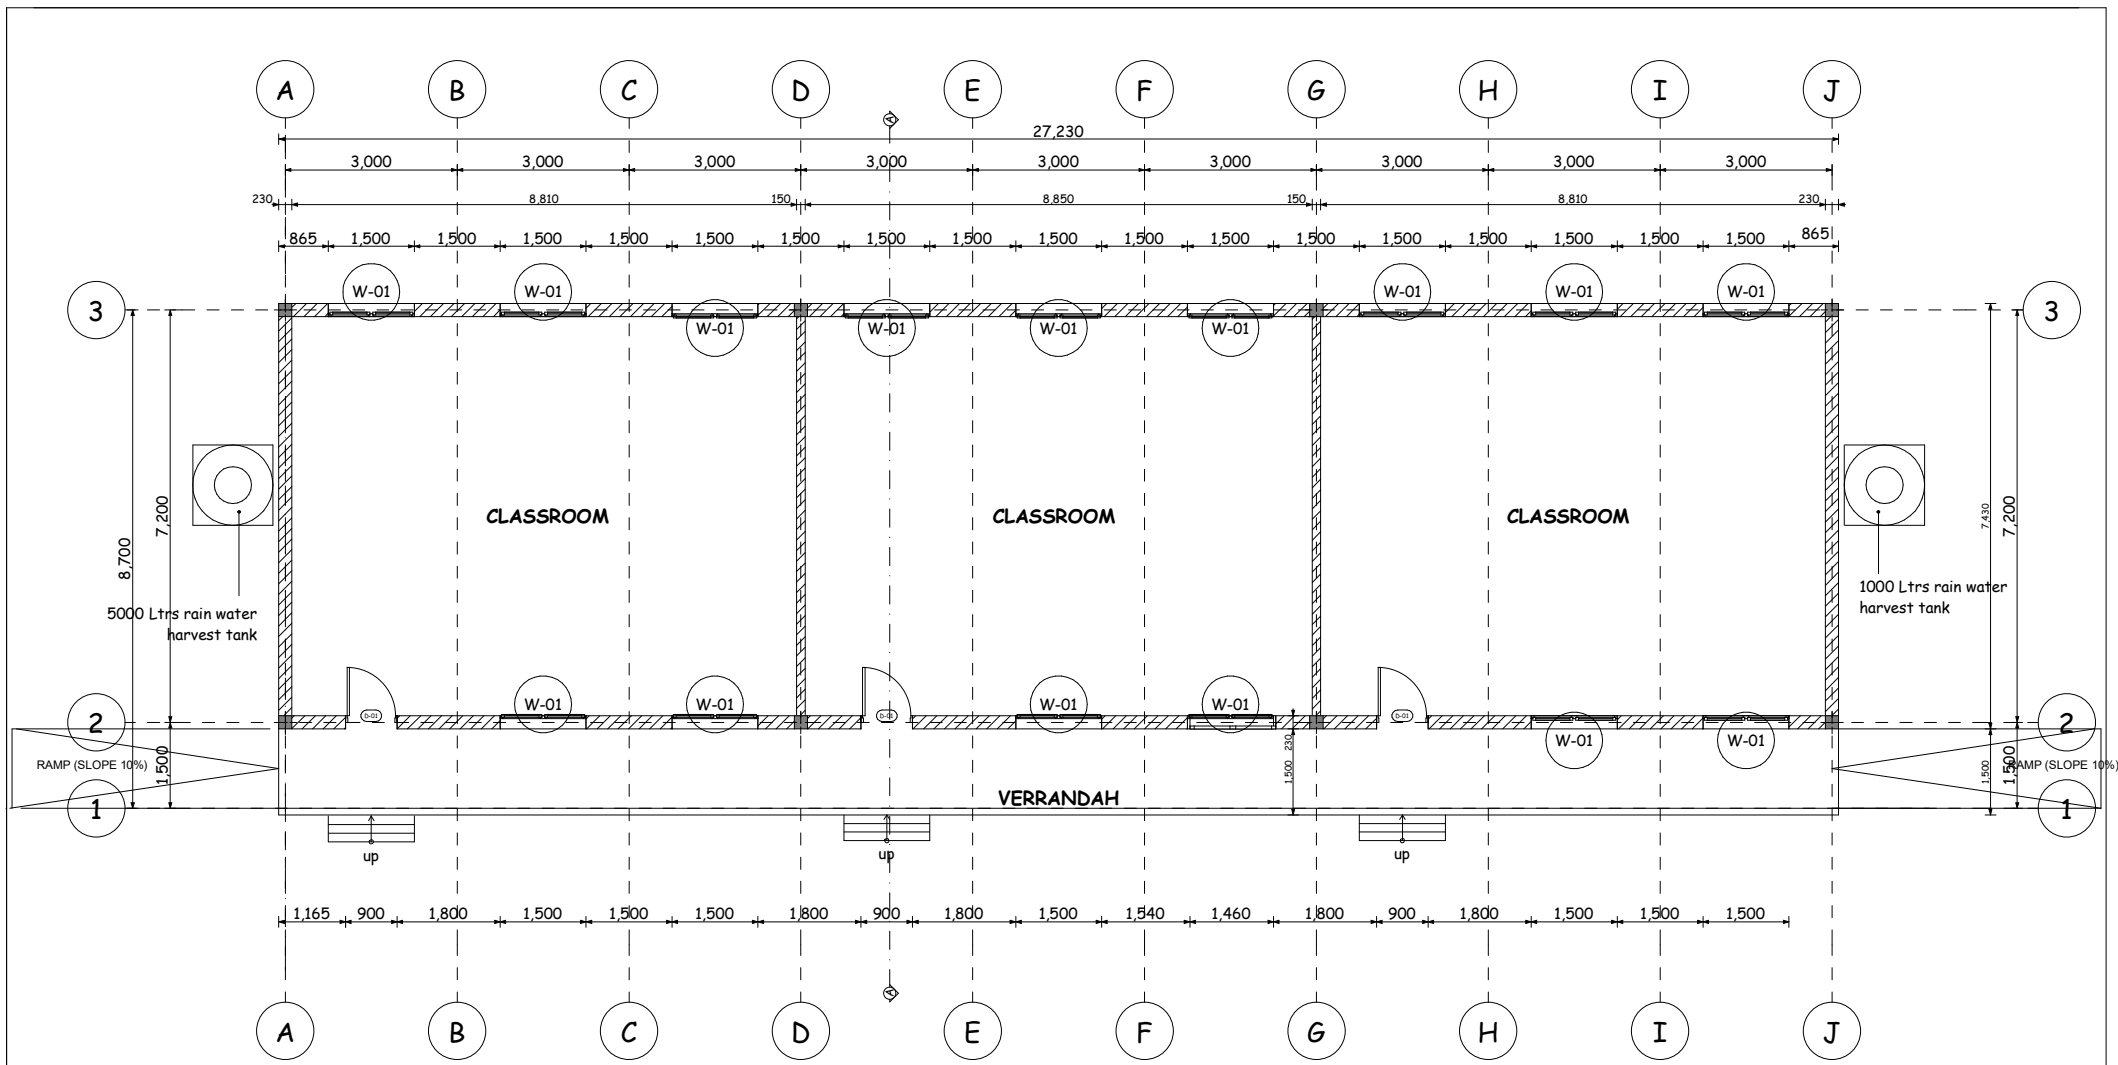 A B C D E F G H I J
A
27,230
3,000 3,000 3,000 3,000 3,000 3,000 3,000 3,000 3,000
230 8,810 150 8,850 150 8,810 230
865 1,500 1,500 1,500 1,500 1,500 1,500 1,500 1,500 1,500 1,500 1,500 1,500 1,500 1,500 1,500 1,500 1,500 865
W-01 W-01 W-01 W-01 W-01
3 3
W-01 W-01 W-01 W-01
CLASSROOM CLASSROOM CLASSROOM
7,200
8,700
7,430
7,200
5000 Ltrs rain water
harvest tank
1000 Ltrs rain water
harvest tank
W-01 W-01 W-01 W-01
D-01 D-01 D-01
2 2
W-01 W-01
230
RAMP (SLOPE 10%)
1,500
1,500
1,500
1,500
RAMP (SLOPE 10%)
VERRANDAH
1 1
up up up
1,165 900 1,800 1,500 1,500 1,500 1,800 900 1,800 1,500 1,540 1,460 1,800 900 1,800 1,500 1,500 1,500
A
A B C D E F G H I J